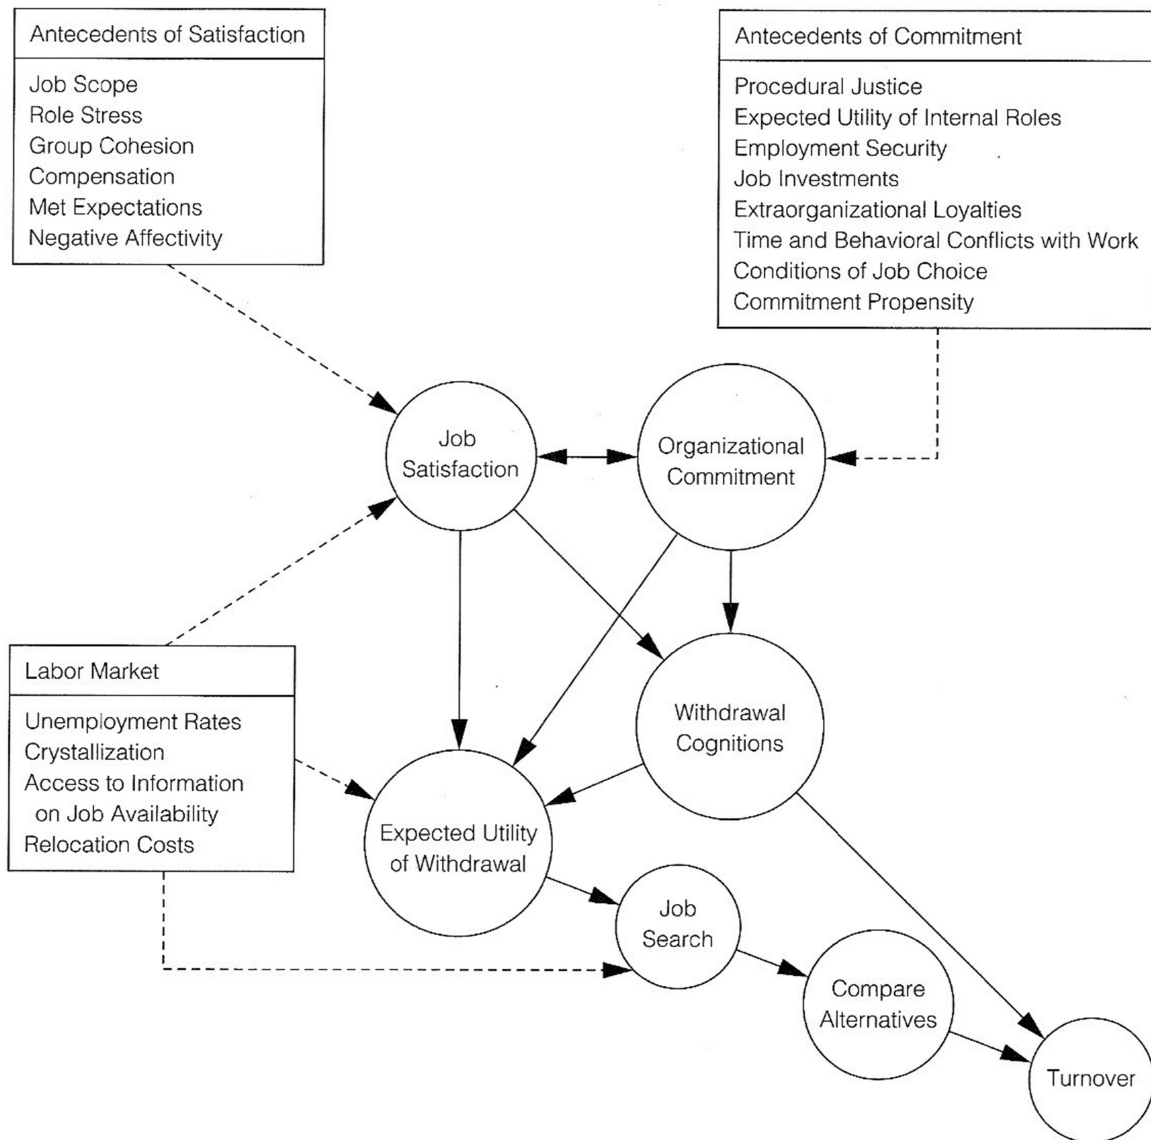 Antecedents of Satisfaction
Job Scope
Role Stress
Group Cohesion
Compensation
Met Expectations
Negative Affectivity
Antecedents of Commitment
Procedural Justice
Expected Utility of Internal Roles
Employment Security
Job Investments
Extraorganizational Loyalties
Time and Behavioral Conflicts with Work
Conditions of Job Choice
Commitment Propensity
Job
Satisfaction
Organizational
Commitment
Labor Market
Unemployment Rates
Crystallization
Access to Information
on Job Availability
Relocation Costs
Withdrawal
Cognitions
Expected Utility
of Withdrawal
Job
Search
Compare
Alternatives
Turnover